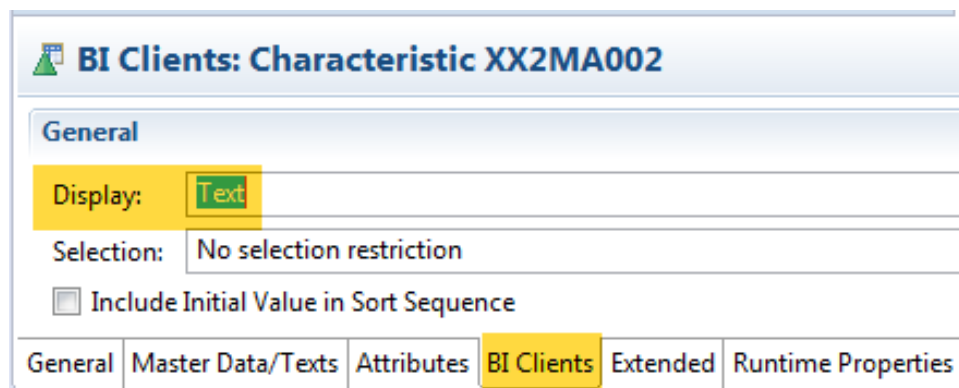 BI Clients: Characteristic XX2MA002
General
Display: Text
Selection: No selection restriction
Include Initial Value in Sort Sequence
General Master Data/Texts Attributes BI Clients Extended Runtime Properties